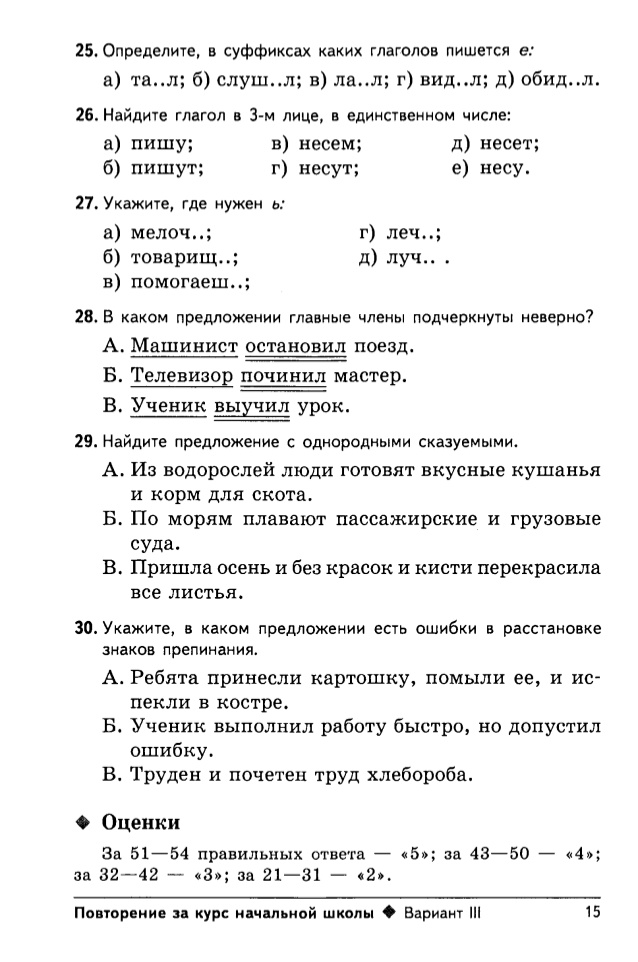 25. Определите, в суффиксах каких глаголов пишется е:
а) та..л; б) слуш..л; в) ла..л; г) вид..л; д) обид..л.
26. Найдите глагол в 3-м лице, в единственном числе:
а) пишу; в) несем; д) несет;
б) пишут; г) несут; е) несу.
27. Укажите, где нужен ь:
а) мелоч..; г) леч..;
б) товарищ..; д) луч.. .
в) помогаеш..;
28. В каком предложении главные члены подчеркнуты неверно?
А. Машинист остановил поезд.
Б. Телевизор починил мастер.
В. Ученик выучил урок.
29. Найдите предложение с однородными сказуемыми.
А. Из водорослей люди готовят вкусные кушанья
и корм для скота.
Б. По морям плавают пассажирские и грузовые
суда.
В. Пришла осень и без красок и кисти перекрасила
все листья.
30. Укажите, в каком предложении есть ошибки в расстановке
знаков препинания.
А. Ребята принесли картошку, помыли ее, и ис-
пекли в костре.
Б. Ученик выполнил работу быстро, но допустил
ошибку.
В. Труден и почетен труд хлебороба.
◆ Оценки
За 51—54 правильных ответа — «5»; за 43—50 — «4»;
за 32—42 — «3»; за 21—31 — «2».
Повторение за курс начальной школы ◆ Вариант III 15